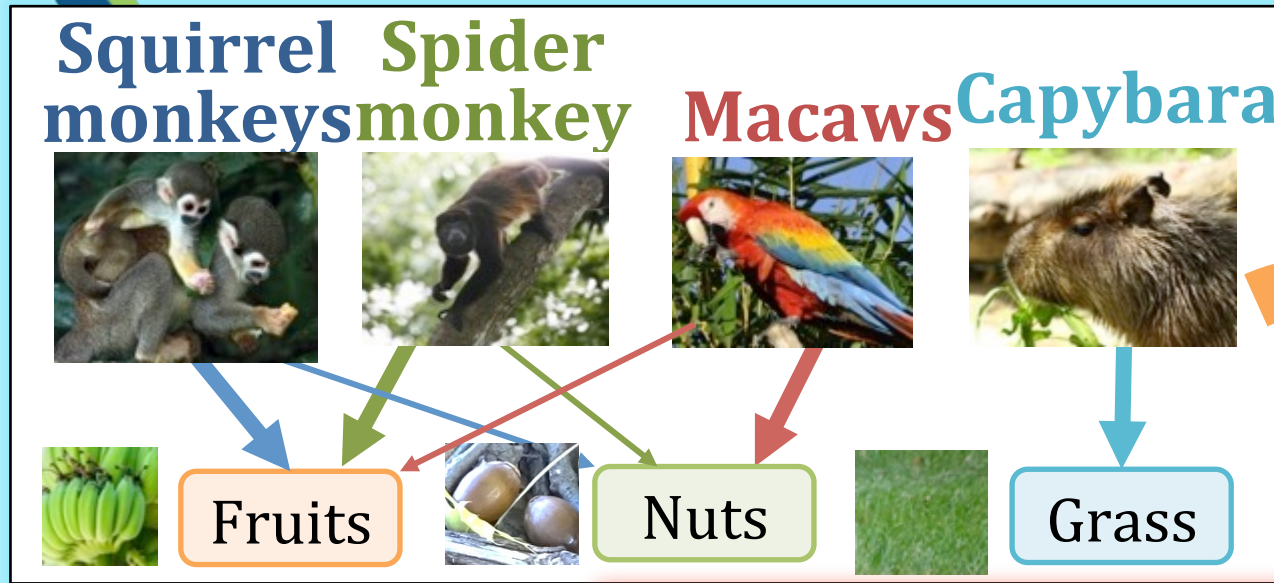 Squirrel
monkeys
Spider
monkey
Macaws
Capybara
Fruits
Nuts
Grass